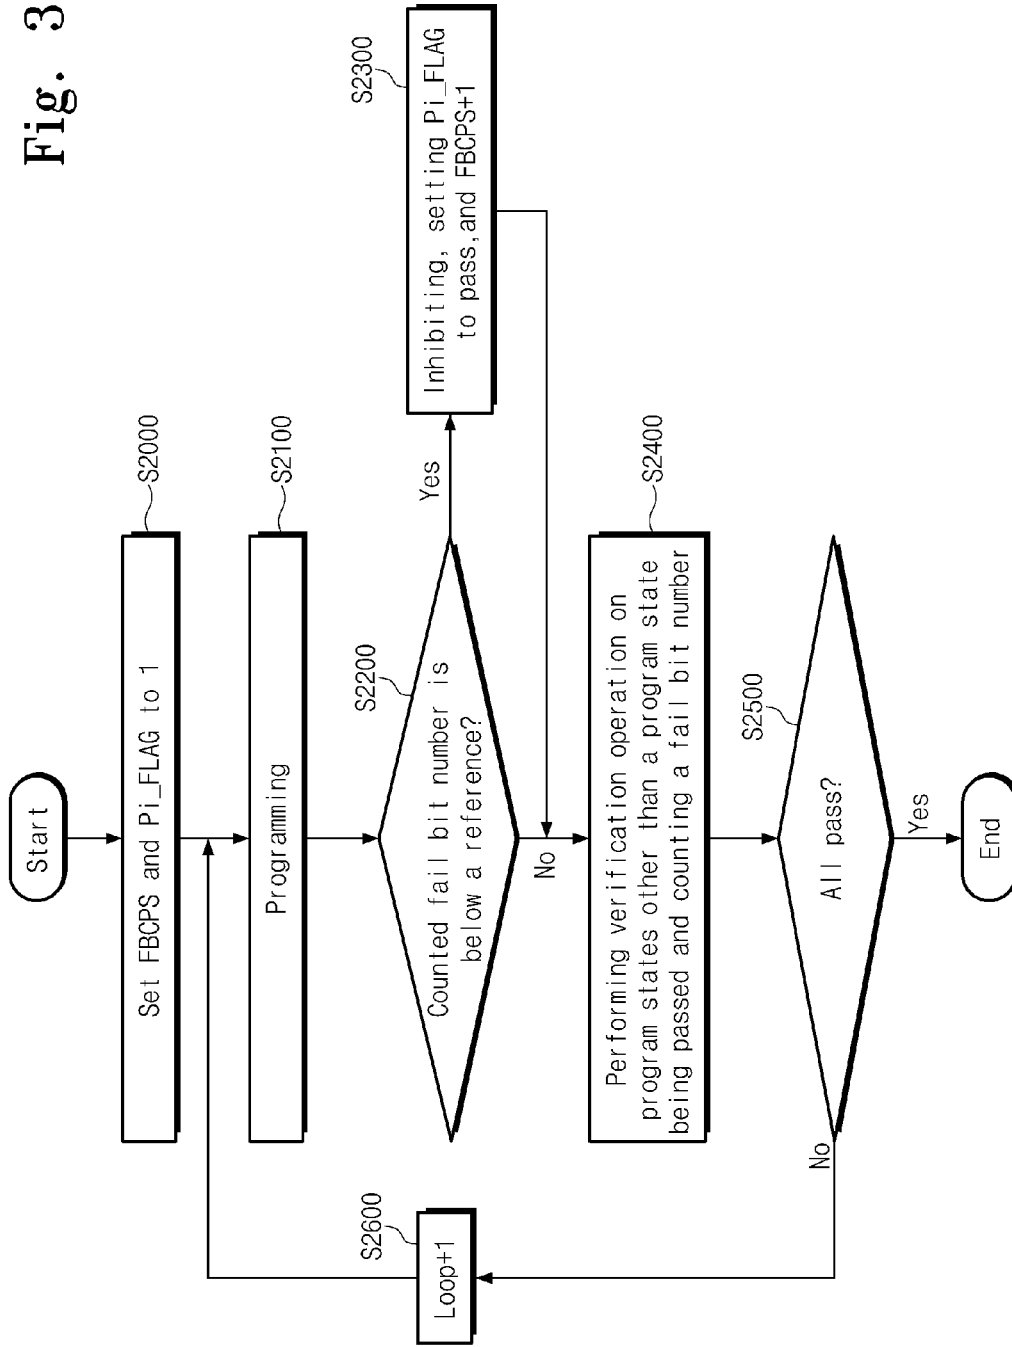 Fig. 3
Start
Set FBCPS and Pi_FLAG to 1
S2000
Programming
S2100
Counted fail bit number is
below a reference?
S2200
Yes
No
Inhibiting, setting Pi_FLAG
to pass,and FBCPS+1
S2300
Performing verification operation on
program states other than a program state
being passed and counting a fail bit number
S2400
All pass?
S2500
No
Yes
Loop+1
S2600
End